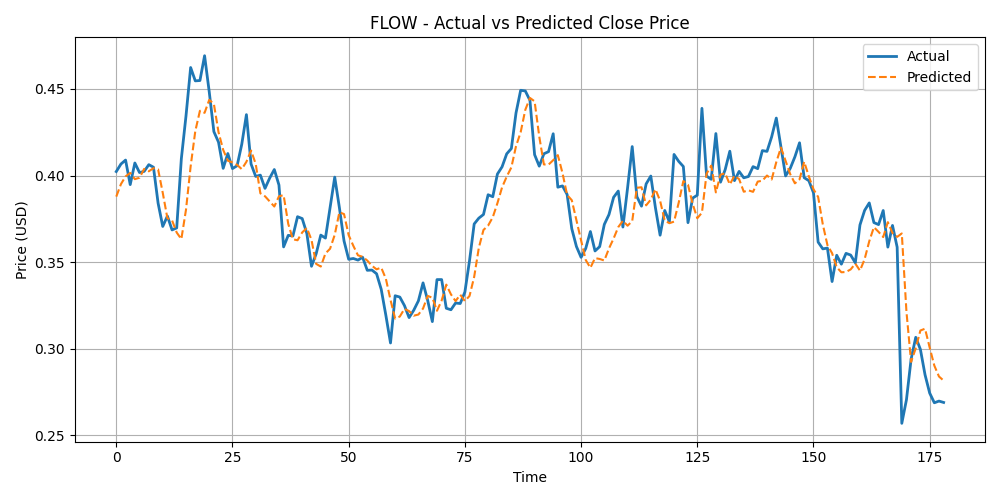 FLOW - Actual vs Predicted Close Price
Actual
Predicted
Price (USD)
0.45
0.40
0.35
0.30
0.25
0 25 50 75 100 125 150 175
Time